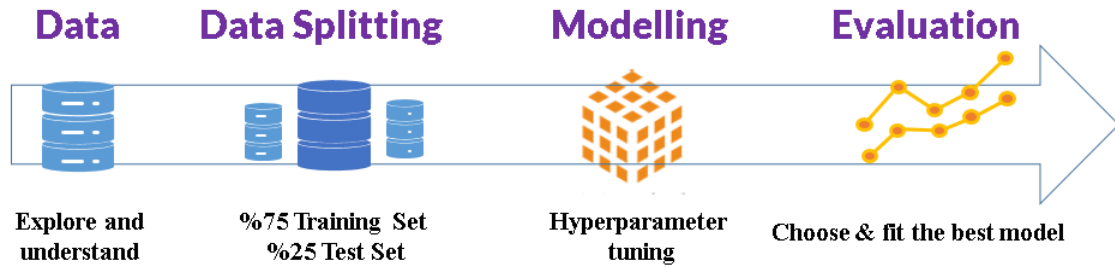 Data
Data Splitting
Modelling
Evaluation
Explore and
understand
%75 Training Set
%25 Test Set
Hyperparameter
tuning
Choose & fit the best model